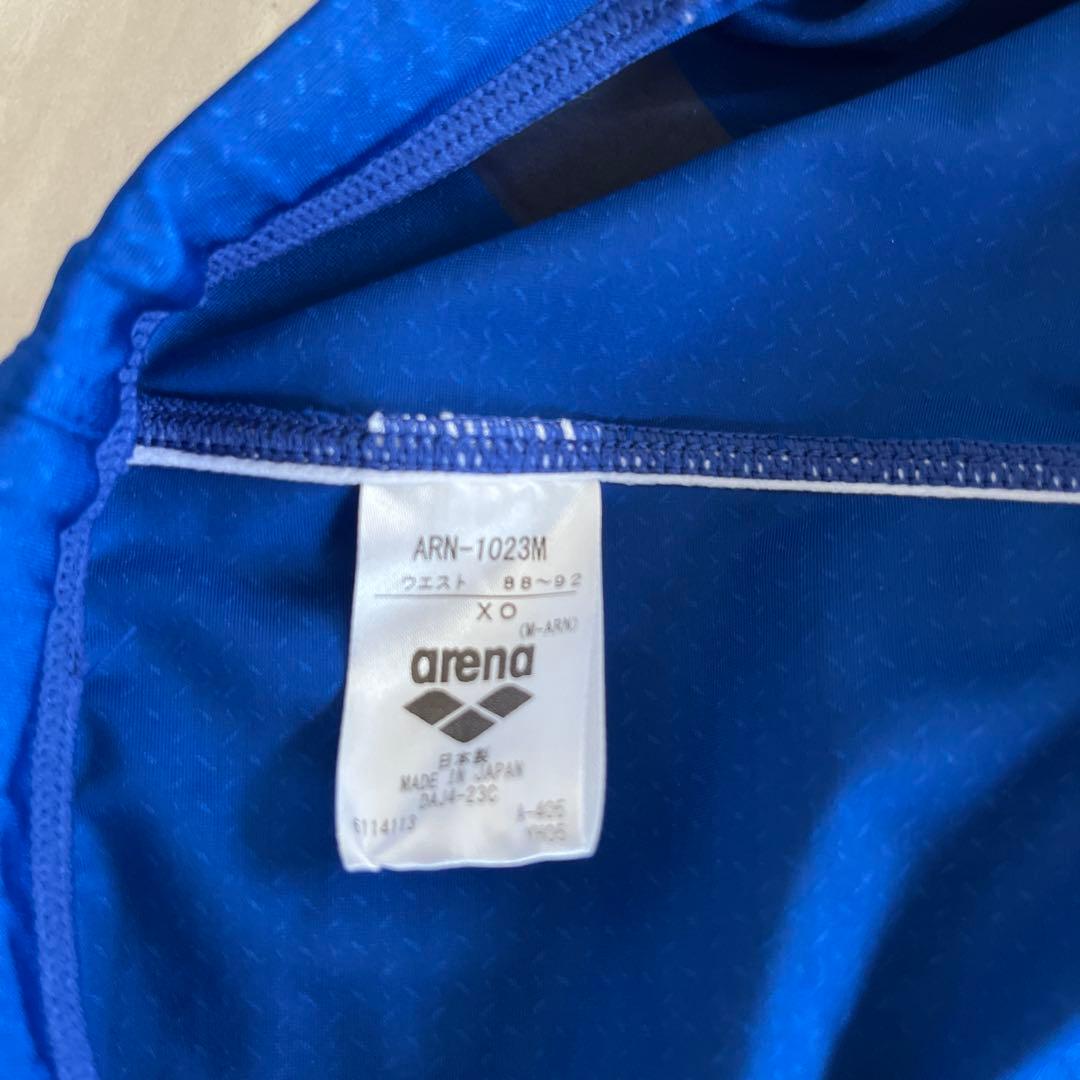 ARN-1023M
ウエスト 88~92
XO
(M-ARN)
arena
日本製
MADE IN JAPAN
DAJ4-23C
6114113 A-405
YH05